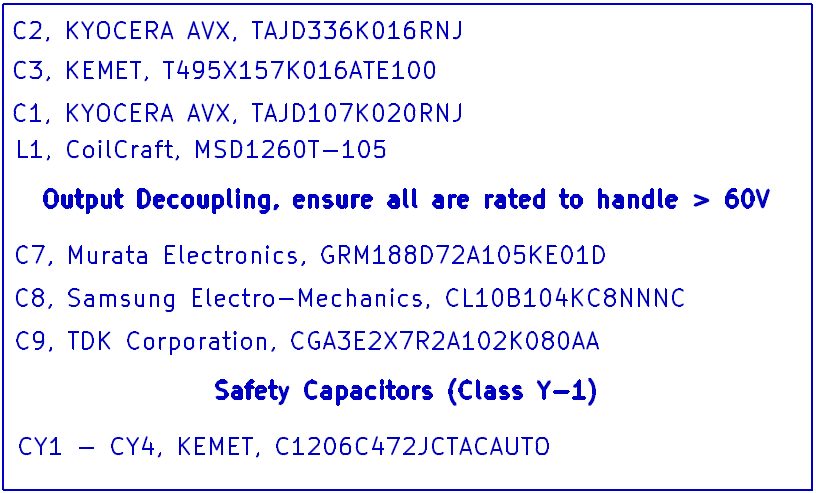 C2, KYOCERA AVX, TAJD336K016RNJ
C3, KEMET, T495X157K016ATE100
C1, KYOCERA AVX, TAJD107K020RNJ
L1, CoilCraft, MSD1260T-105
Output Decoupling, ensure all are rated to handle > 60V
C7, Murata Electronics, GRM188D72A105KE01D
C8, Samsung Electro-Mechanics, CL10B104KC8NNNC
C9, TDK Corporation, CGA3E2X7R2A102K080AA
Safety Capacitors (Class Y-1)
CY1 - CY4, KEMET, C1206C472JCTACAUTO